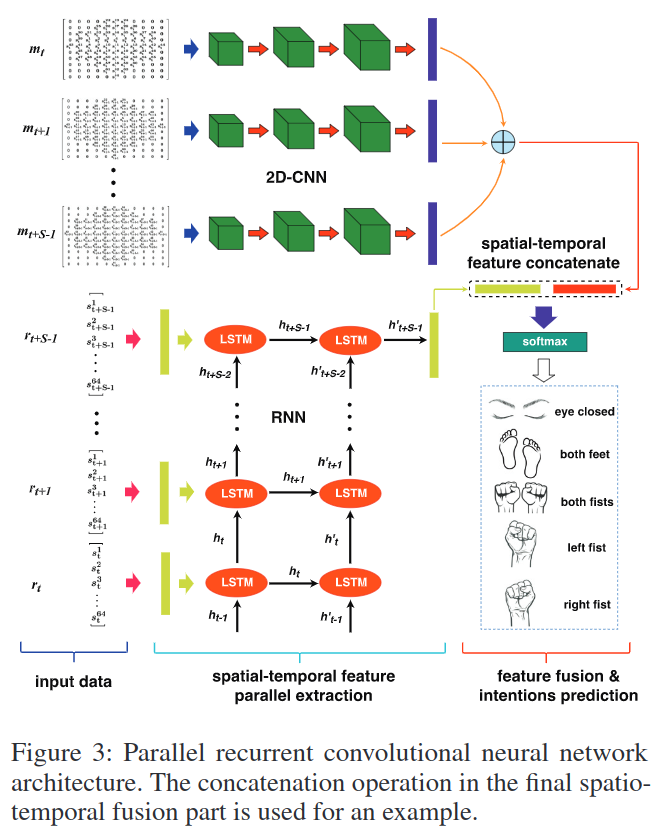 m_t
m_{t+1}
2D-CNN
m_{t+S-1}
spatial-temporal
feature concatenate
r_{t+S-1}
s^1_{t+S-1}
s^2_{t+S-1}
s^3_{t+S-1}
s^{64}_{t+S-1}
LSTM
h_{t+S-1}
LSTM
h'_{t+S-1}
h_{t+S-2}
h'_{t+S-2}
softmax
RNN
eye closed
both feet
both fists
left fist
right fist
r_{t+1}
s^1_{t+1}
s^2_{t+1}
s^3_{t+1}
s^{64}_{t+1}
h_{t+1}
h'_{t+1}
LSTM
h_{t+1}
LSTM
h_t
h'_t
r_t
s^1_t
s^2_t
s^3_t
s^{64}_t
LSTM
h_t
LSTM
h_{t-1}
h'_{t-1}
input data
spatial-temporal feature
parallel extraction
feature fusion &
intentions prediction
Figure 3: Parallel recurrent convolutional neural network
architecture. The concatenation operation in the final spatio-
temporal fusion part is used for an example.